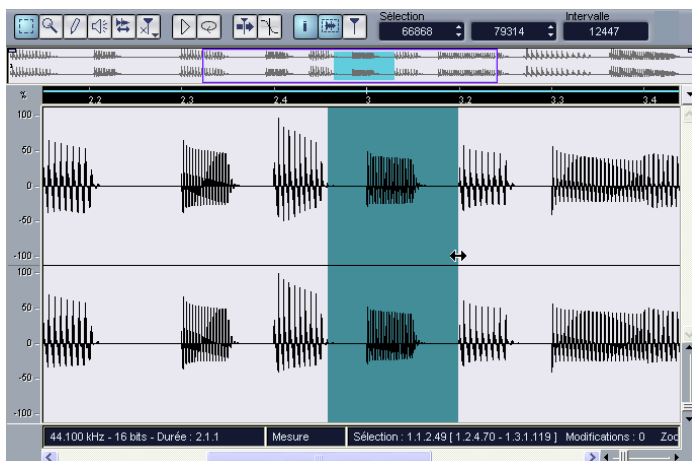 Sélection Intervalle
66868 79314 12447
% 2.2 2.3 2.4 3 3.2 3.3 3.4
100
50
0
-50
-100
100
50
0
-50
-100
44.100 kHz - 16 bits - Durée : 2.1.1 Mesure Sélection : 1.1.2.49 [ 1.2.4.70 - 1.3.1.119 ] Modifications : 0 Zoo